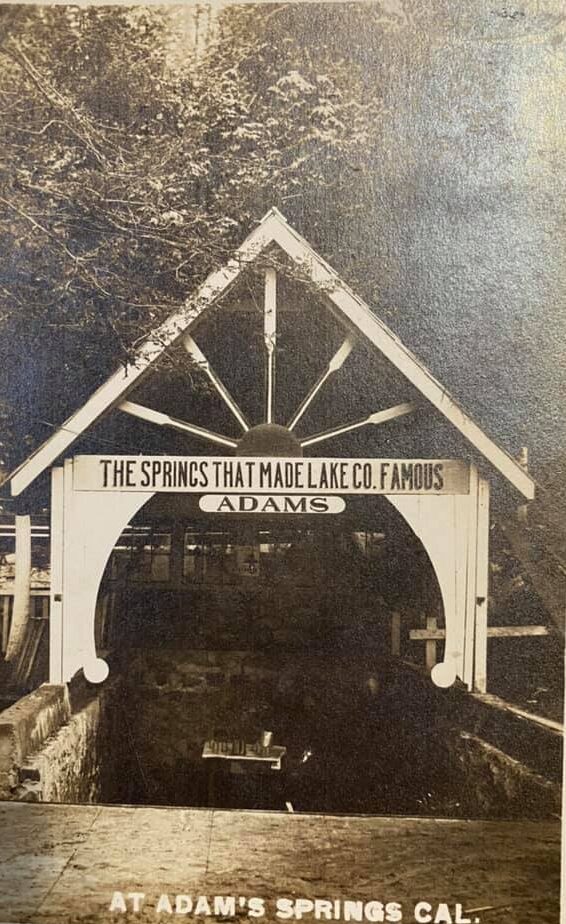 THE SPRINGS THAT MADE LAKE CO. FAMOUS
ADAMS
AT ADAM'S SPRINGS CAL.